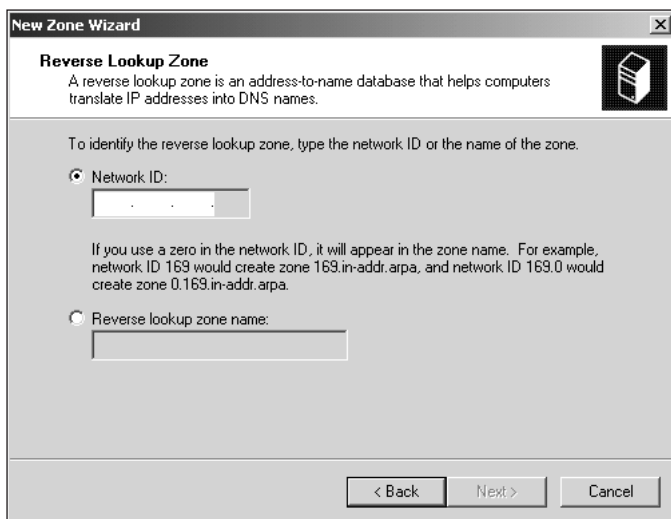 New Zone Wizard
Reverse Lookup Zone
A reverse lookup zone is an address-to-name database that helps computers
translate IP addresses into DNS names.
To identify the reverse lookup zone, type the network ID or the name of the zone.
Network ID:
. . .
If you use a zero in the network ID, it will appear in the zone name. For example,
network ID 169 would create zone 169.in-addr.arpa, and network ID 169.0 would
create zone 0.169.in-addr.arpa.
Reverse lookup zone name:
< Back Next > Cancel